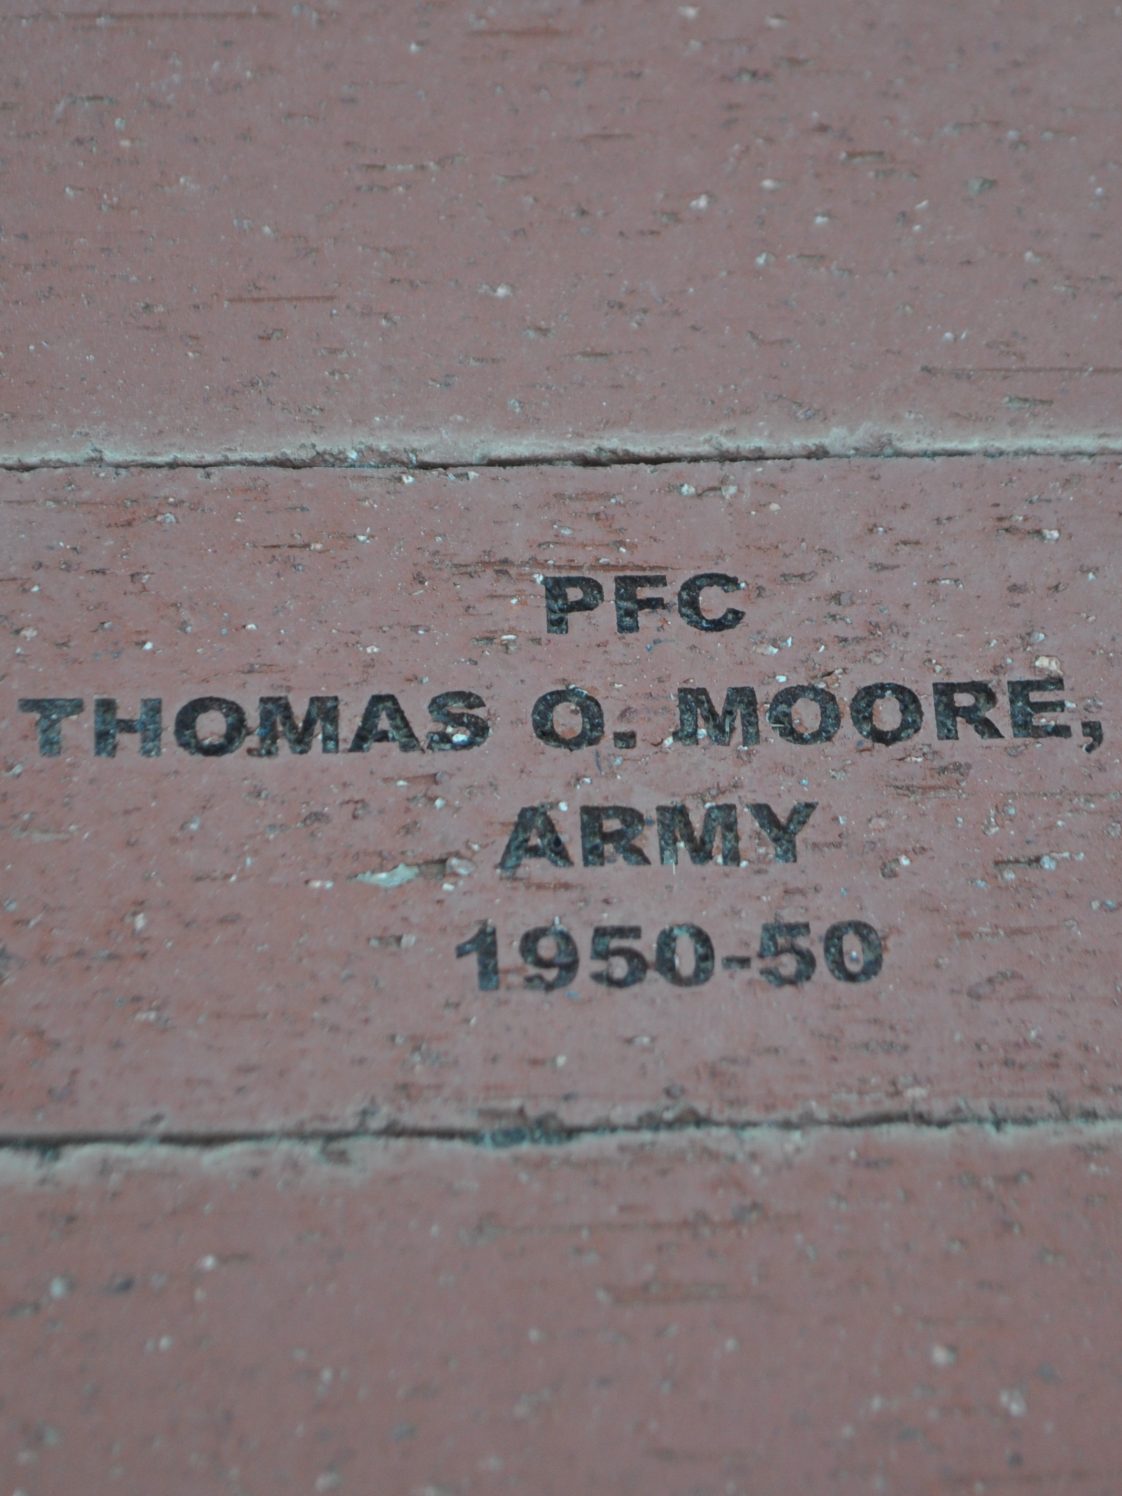 PFC
THOMAS O. MOORE,
ARMY
1950-50